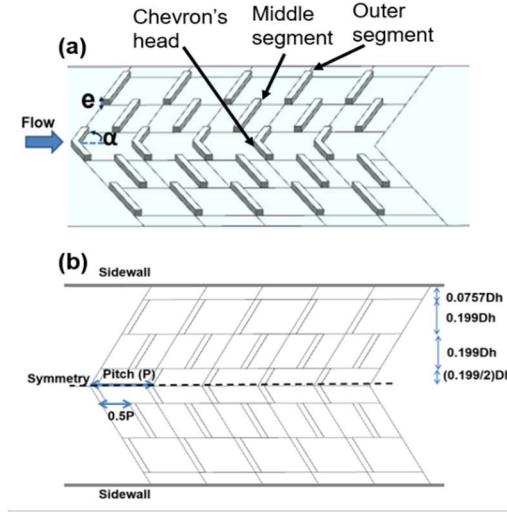 Chevron's
head
Middle
segment
Outer
segment
(a)
e
Flow
α
(b)
Sidewall
0.0757Dh
0.199Dh
0.199Dh
Symmetry
Pitch (P)
(0.199/2)Dh
0.5P
Sidewall